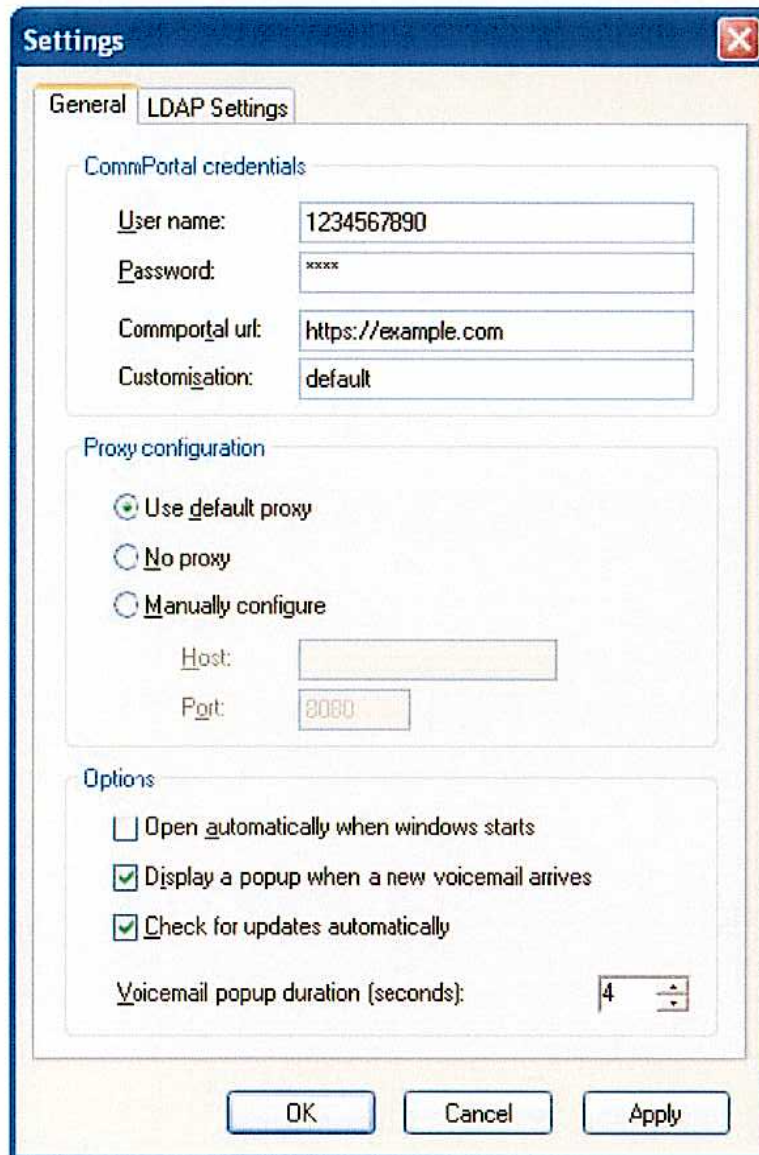 Settings
General LDAP Settings
CommPortal credentials
User name: 1234567890
Password: ****
Commportal url: https://example.com
Customisation: default
Proxy configuration
Use default proxy
No proxy
Manually configure
Host:
Port: 8080
Options
Open automatically when windows starts
Display a popup when a new voicemail arrives
Check for updates automatically
Voicemail popup duration (seconds): 4
OK Cancel Apply